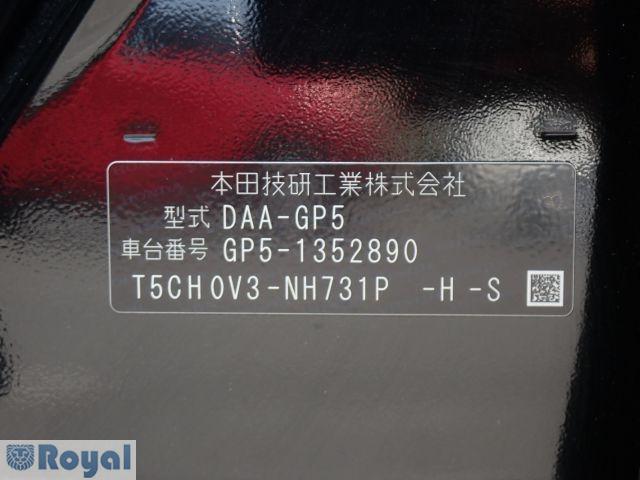 本田技研工業株式会社
型式 DAA-GP5
車台番号 GP5-1352890
T5CH0V3-NH731P -H -S
Royal